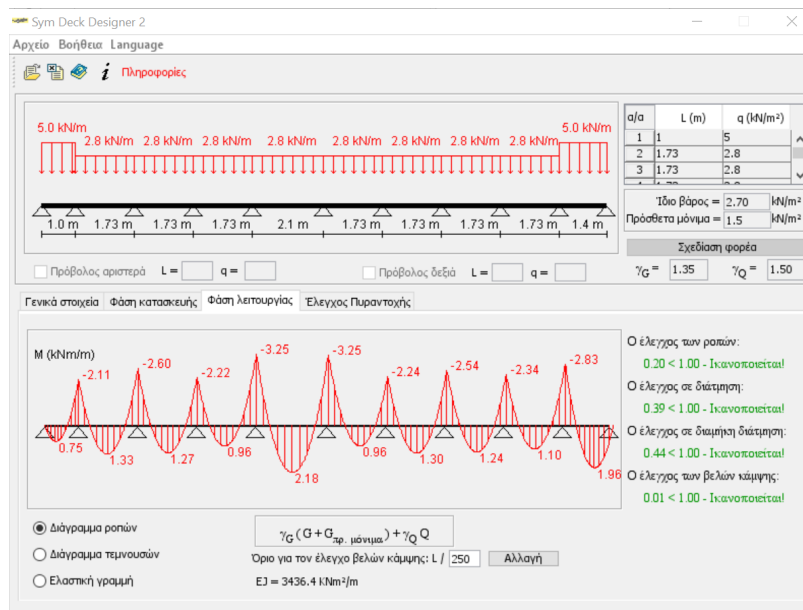 Sym Deck Designer 2
Αρχείο Βοήθεια Language
i Πληροφορίες
5.0 kN/m 5.0 kN/m
2.8 kN/m 2.8 kN/m 2.8 kN/m 2.8 kN/m 2.8 kN/m 2.8 kN/m 2.8 kN/m 2.8 kN/m
1.0 m 1.73 m 1.73 m 1.73 m 2.1 m 1.73 m 1.73 m 1.73 m 1.73 m 1.4 m
α/α L (m) q (kN/m²)
1 1 5
2 1.73 2.8
3 1.73 2.8
Ίδιο βάρος = 2.70 kN/m²
Πρόσθετα μόνιμα = 1.5 kN/m²
Σχεδίαση φορέα
Πρόβολος αριστερά L = q = Πρόβολος δεξιά L = q =
γG = 1.35 γQ = 1.50
Γενικά στοιχεία Φάση κατασκευής Φάση λειτουργίας Έλεγχος Πυραντοχής
M (kNm/m)
-2.11 -2.60 -2.22 -3.25 -3.25 -2.24 -2.54 -2.34 -2.83
0.75 1.33 1.27 0.96 2.18 0.96 1.30 1.24 1.10 1.96
Ο έλεγχος των ροπών:
0.20 < 1.00 - Ικανοποιείται!
Ο έλεγχος σε διάτμηση:
0.39 < 1.00 - Ικανοποιείται!
Ο έλεγχος σε διαμήκη διάτμηση:
0.44 < 1.00 - Ικανοποιείται!
Ο έλεγχος των βελών κάμψης:
0.01 < 1.00 - Ικανοποιείται!
Διάγραμμα ροπών
γG (G+Gπρ. μόνιμα)+γQ Q
Διάγραμμα τεμνουσών
Όριο για τον έλεγχο βελών κάμψης: L / 250 Αλλαγή
Ελαστική γραμμή
EJ = 3436.4 KNm²/m